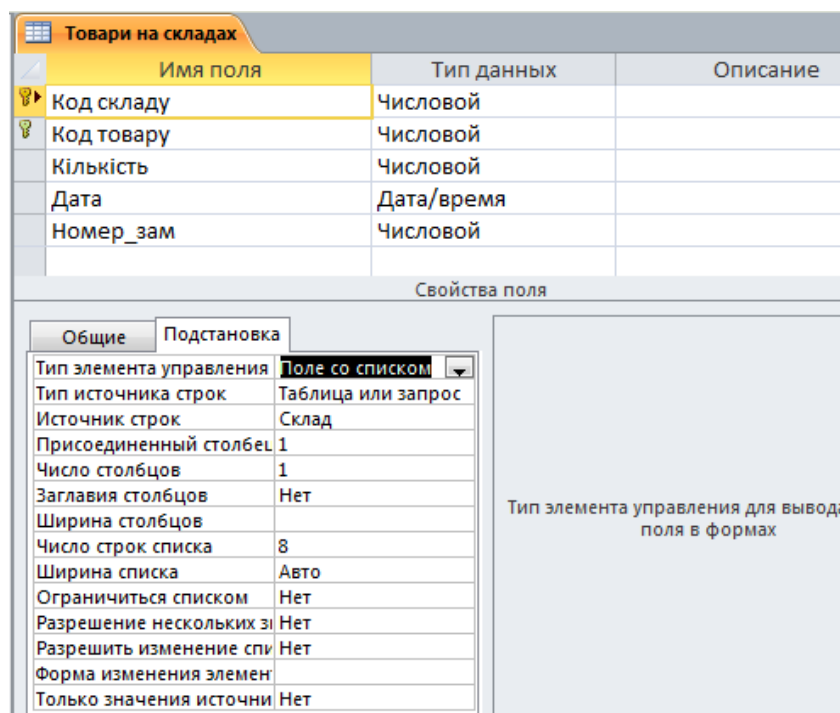 Товари на складах
Имя поля Тип данных Описание
Код складу Числовой
Код товару Числовой
Кількість Числовой
Дата Дата/время
Номер_зам Числовой
Свойства поля
Общие Подстановка
Тип элемента управления Поле со списком
Тип источника строк Таблица или запрос
Источник строк Склад
Присоединенный столбец 1
Число столбцов 1
Заглавия столбцов Нет
Ширина столбцов
Число строк списка 8
Ширина списка Авто
Ограничиться списком Нет
Разрешение нескольких зн Нет
Разрешить изменение спи Нет
Форма изменения элемент
Только значения источни Нет
Тип элемента управления для вывода
поля в формах